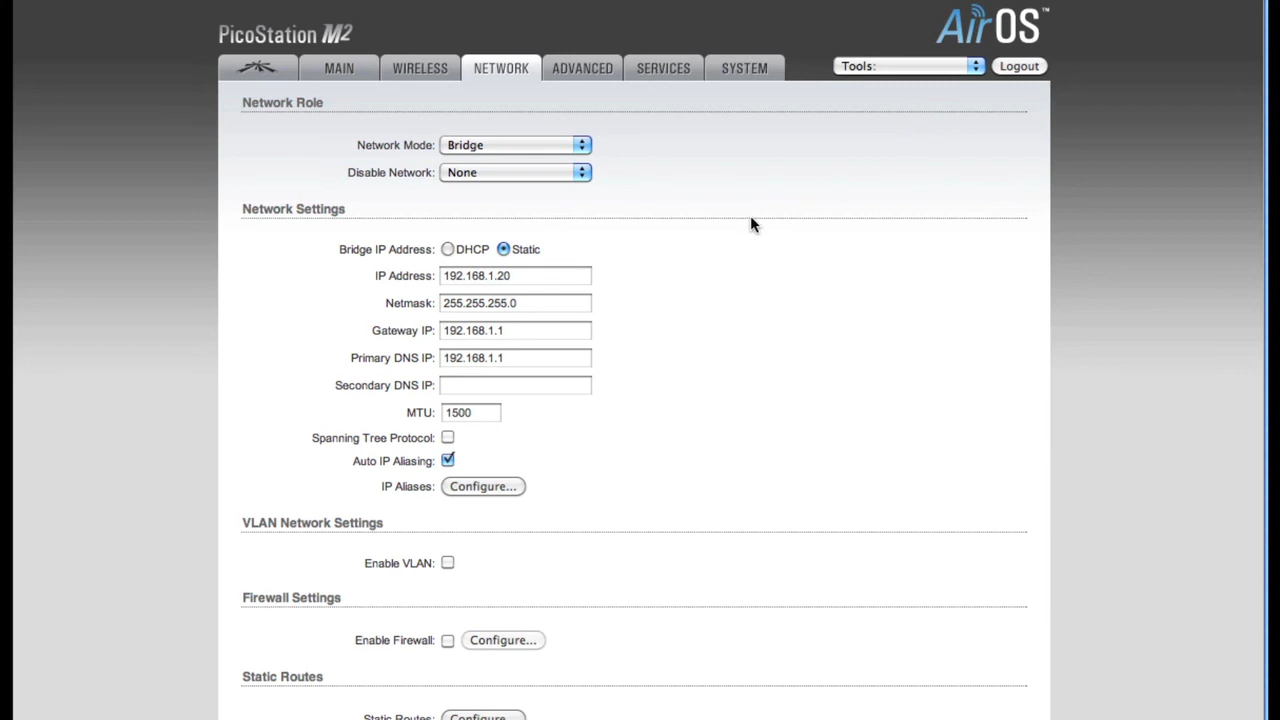 PicoStation M2
AirOS™
MAIN WIRELESS NETWORK ADVANCED SERVICES SYSTEM Tools: Logout
Network Role
Network Mode: Bridge
Disable Network: None
Network Settings
Bridge IP Address: DHCP Static
IP Address: 192.168.1.20
Netmask: 255.255.255.0
Gateway IP: 192.168.1.1
Primary DNS IP: 192.168.1.1
Secondary DNS IP:
MTU: 1500
Spanning Tree Protocol:
Auto IP Aliasing:
IP Aliases: Configure...
VLAN Network Settings
Enable VLAN:
Firewall Settings
Enable Firewall: Configure...
Static Routes
Static Routes: Configure...